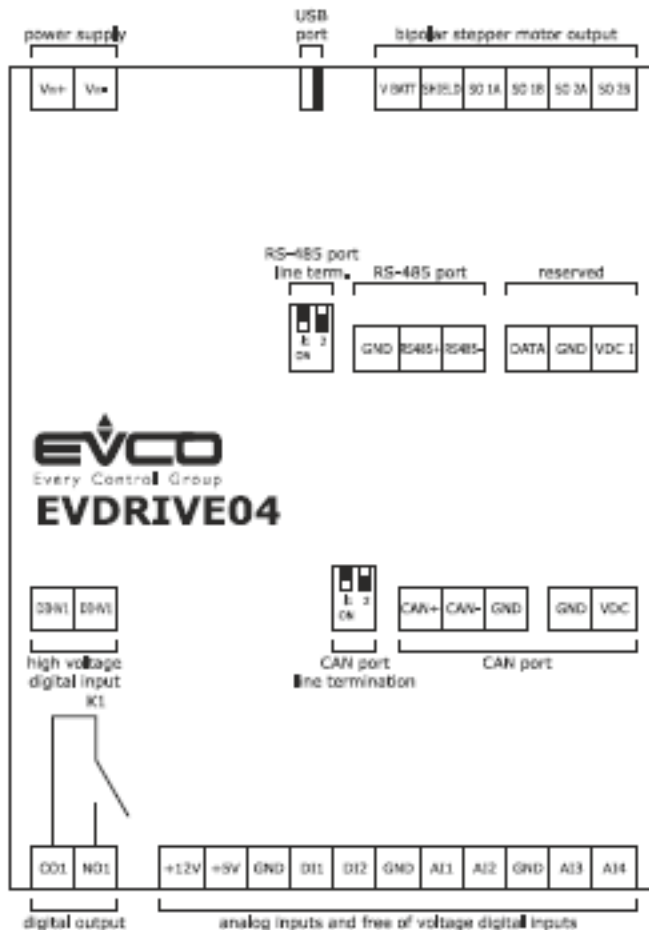 USB
power supply port bipolar stepper motor output
V BATT SHIELD SO 1A SO 1B SO 2A SO 2B
RS-485 port
line term. RS-485 port reserved
1 2
ON
GND RS485+ RS485- DATA GND VDC I
EVCO
Every Control Group
EVDRIVE04
1 2
ON
CAN+ CAN- GND GND VDC
high voltage
digital input
CAN port
line termination
CAN port
K1
CO1 NO1 +12V +5V GND DI1 DI2 GND AI1 AI2 GND AI3 AI4
digital output analog inputs and free of voltage digital inputs